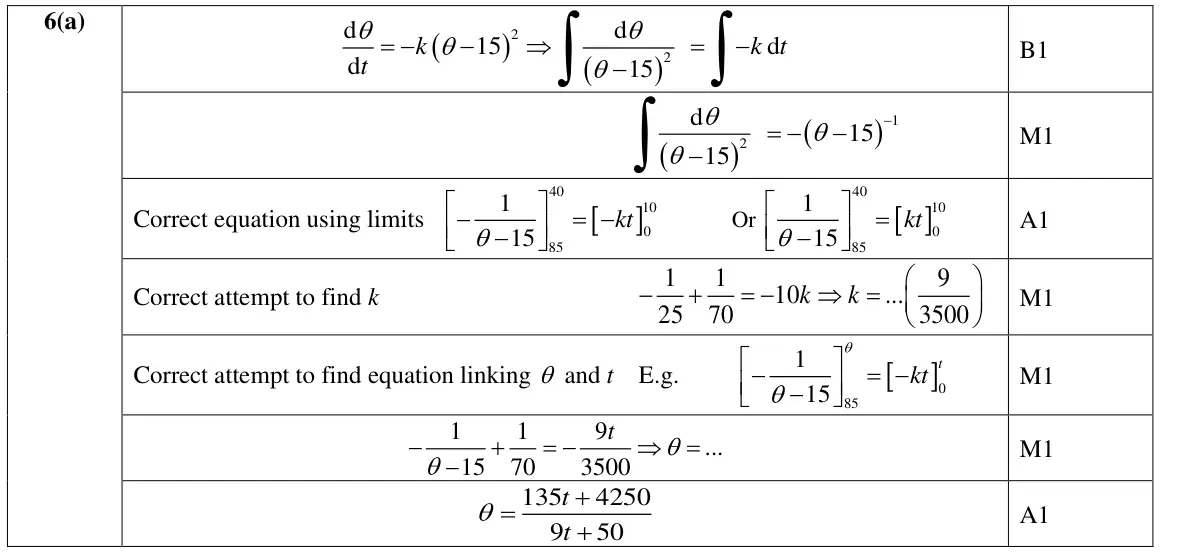 6(a)
dθ/dt = −k(θ−15)² ⇒ ∫ dθ/(θ−15)² = ∫ −k dt B1
∫ dθ/(θ−15)² = −(θ−15)⁻¹ M1
Correct equation using limits [−1/(θ−15)]₈₅⁴⁰ = [−kt]₀¹⁰ Or [1/(θ−15)]₈₅⁴⁰ = [kt]₀¹⁰ A1
Correct attempt to find k −1/25 + 1/70 = −10k ⇒ k = ...(9/3500) M1
Correct attempt to find equation linking θ and t E.g. [−1/(θ−15)]₈₅^θ = [−kt]₀^t M1
−1/(θ−15) + 1/70 = −9t/3500 ⇒ θ = ... M1
θ = (135t + 4250)/(9t + 50) A1